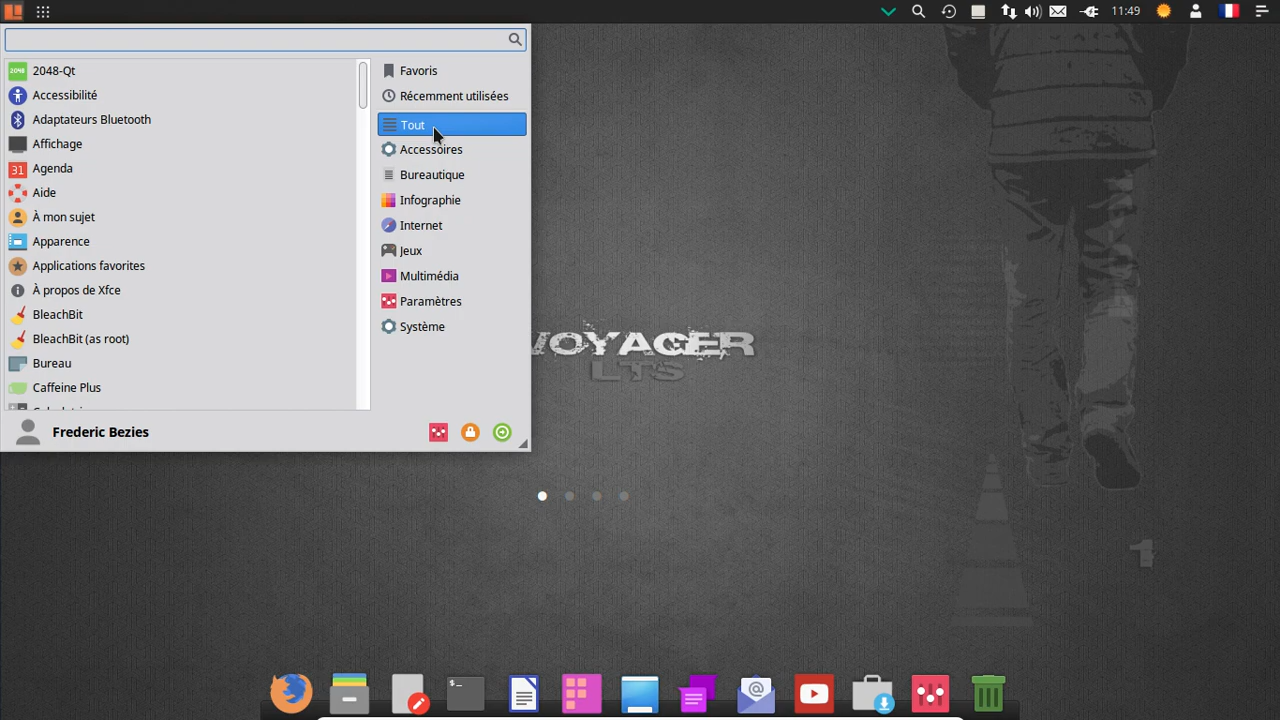 11:49
2048-Qt
Accessibilité
Adaptateurs Bluetooth
Affichage
31 Agenda
Aide
À mon sujet
Apparence
Applications favorites
À propos de Xfce
BleachBit
BleachBit (as root)
Bureau
Caffeine Plus
Favoris
Récemment utilisées
Tout
Accessoires
Bureautique
Infographie
Internet
Jeux
Multimédia
Paramètres
Système
Frederic Bezies
VOYAGER
LTS
1